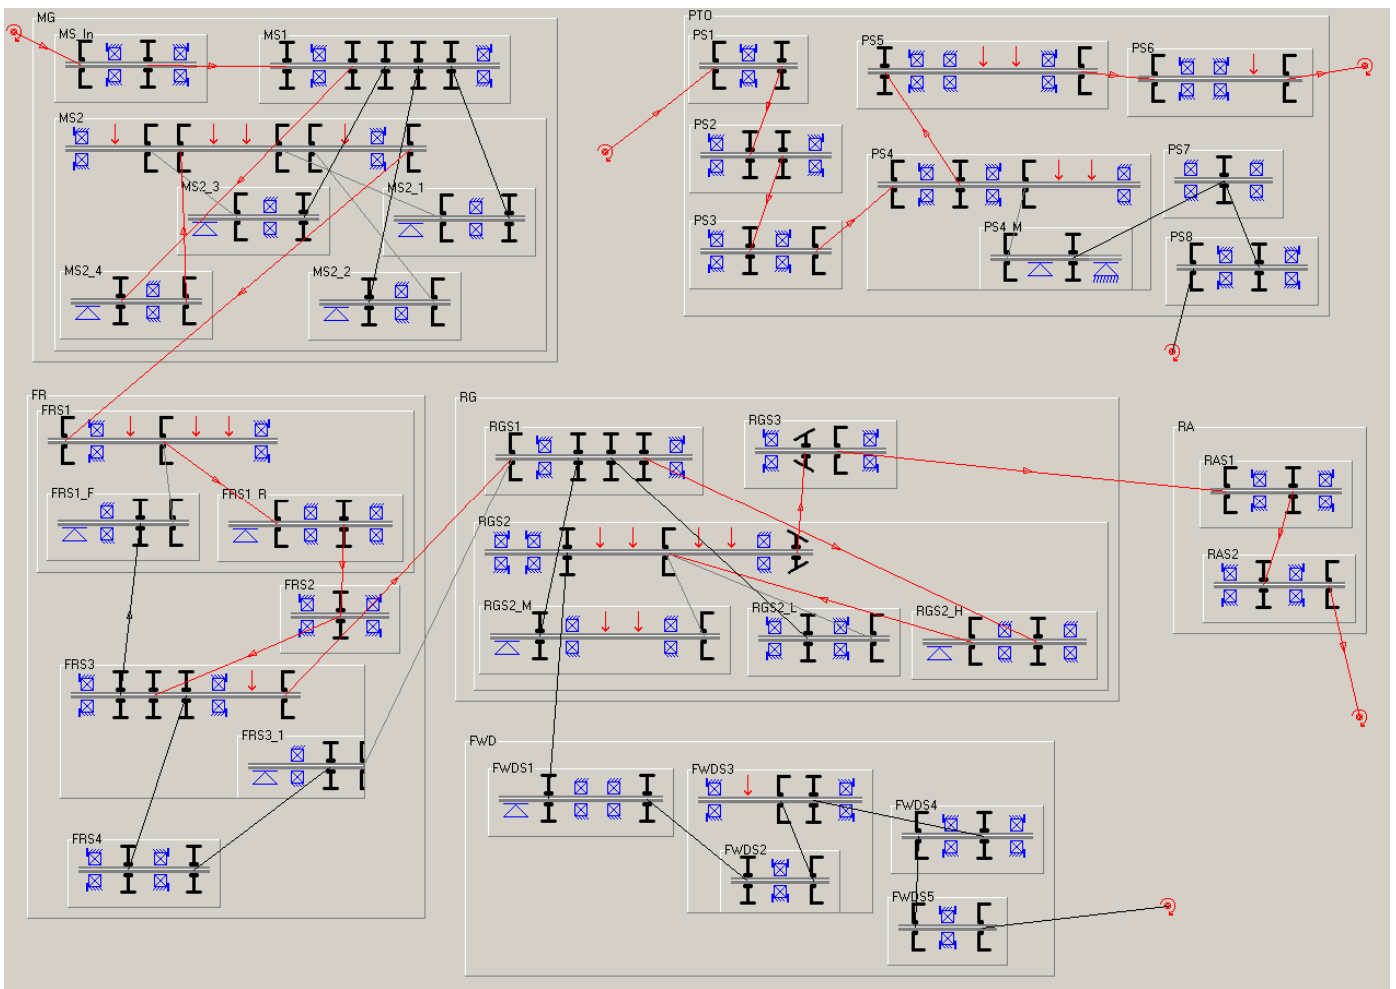 MG
MS_In
MS1
MS2
MS2_3
MS2_1
MS2_4
MS2_2
PTO
PS1
PS5
PS6
PS2
PS4
PS7
PS3
PS4_M
PS8
FR
FRS1
FRS1_F
FRS1_R
FRS2
FRS3
FRS3_1
FRS4
RG
RGS1
RGS3
RGS2
RGS2_M
RGS2_L
RGS2_H
RA
RAS1
RAS2
FWD
FWDS1
FWDS3
FWDS4
FWDS2
FWDS5